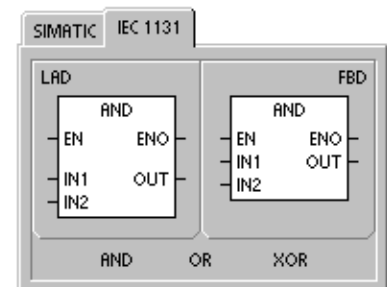 SIMATIC IEC 1131
LAD FBD
AND AND
EN ENO EN ENO
IN1 OUT IN1 OUT
IN2 IN2
AND OR XOR